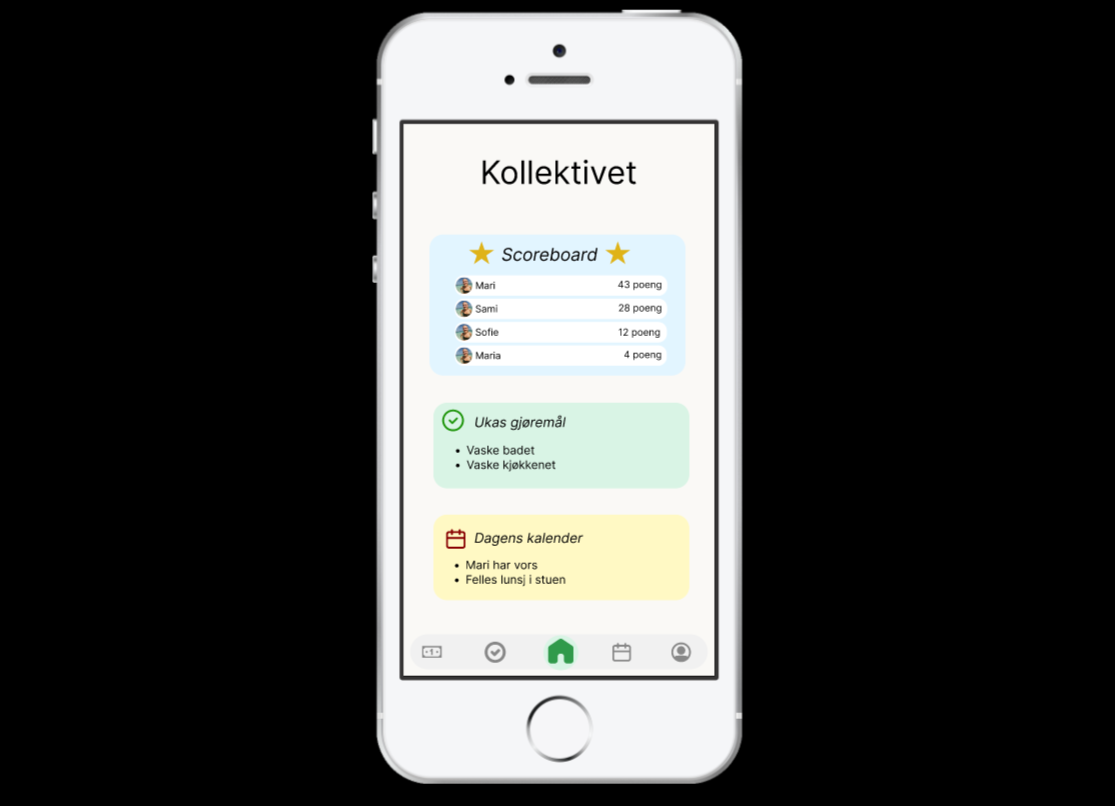 Kollektivet
Scoreboard
Mari 43 poeng
Sami 28 poeng
Sofie 12 poeng
Maria 4 poeng
Ukas gjøremål
• Vaske badet
• Vaske kjøkkenet
Dagens kalender
• Mari har vors
• Felles lunsj i stuen
1